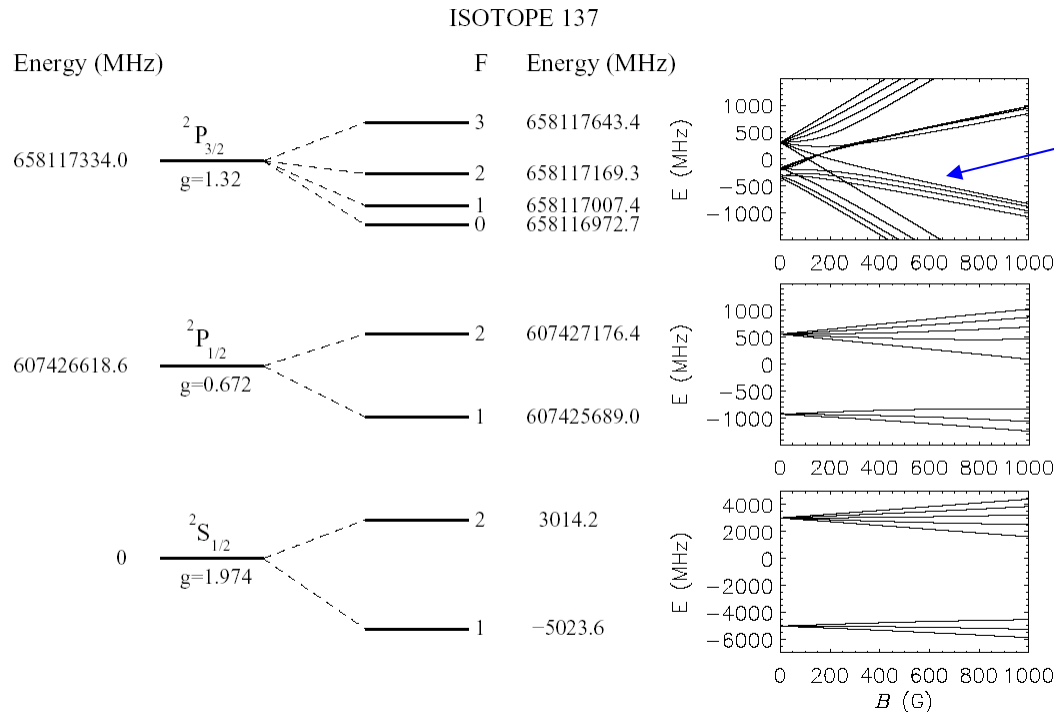 ISOTOPE 137
Energy (MHz) F Energy (MHz)
²P₃/₂
658117334.0
g=1.32
3 658117643.4
2 658117169.3
1 658117007.4
0 658116972.7
E (MHz)
1000
500
0
−500
−1000
0 200 400 600 800 1000
²P₁/₂
607426618.6
g=0.672
2 607427176.4
1 607425689.0
E (MHz)
1000
500
0
−500
−1000
0 200 400 600 800 1000
²S₁/₂
0
g=1.974
2 3014.2
1 −5023.6
E (MHz)
4000
2000
0
−2000
−4000
−6000
0 200 400 600 800 1000
B (G)